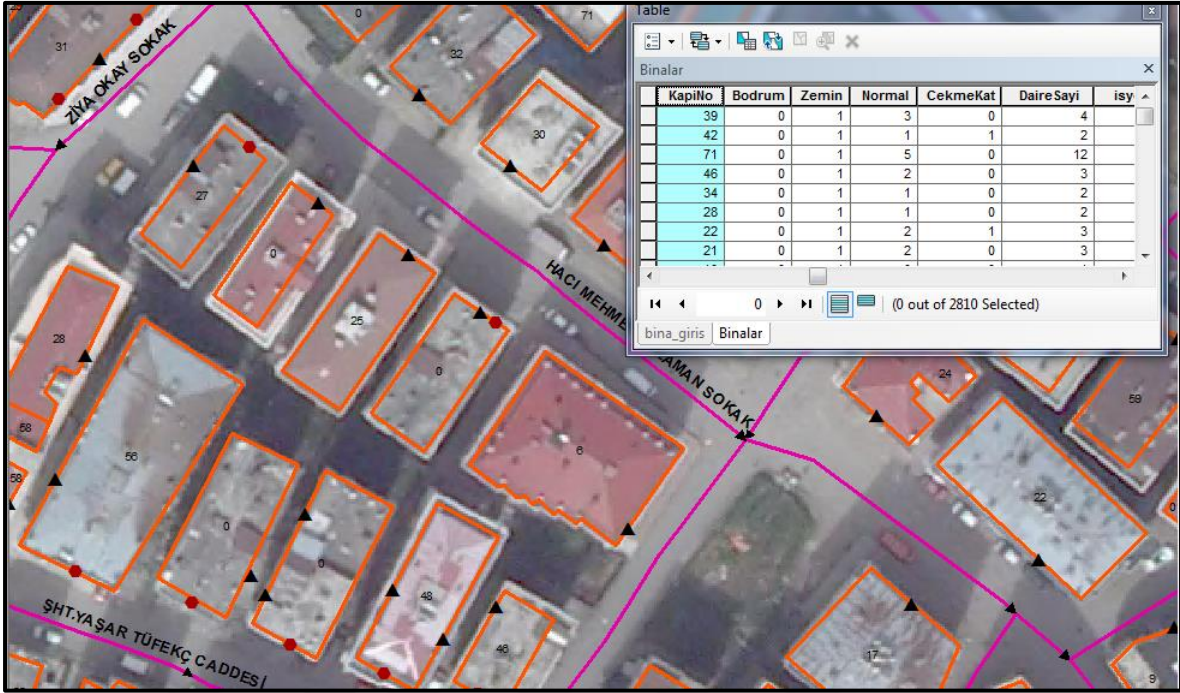 Table
Binalar
KapiNo Bodrum Zemin Normal CekmeKat DaireSayi isy
39 0 1 3 0 4
42 0 1 1 1 2
71 0 1 5 0 12
46 0 1 2 0 3
34 0 1 1 0 2
28 0 1 1 0 2
22 0 1 2 1 3
21 0 1 2 0 3
0 (0 out of 2810 Selected)
bina_giris Binalar
31
ZİYA OKAY SOKAK
0
71
32
30
27
0
25
0
HACI MEHME
AMAN SOKAK
28
58
58
56
0
0
48
46
6
24
59
22
0
17
9
ŞHT.YAŞAR TÜFEKÇ CADDESİ